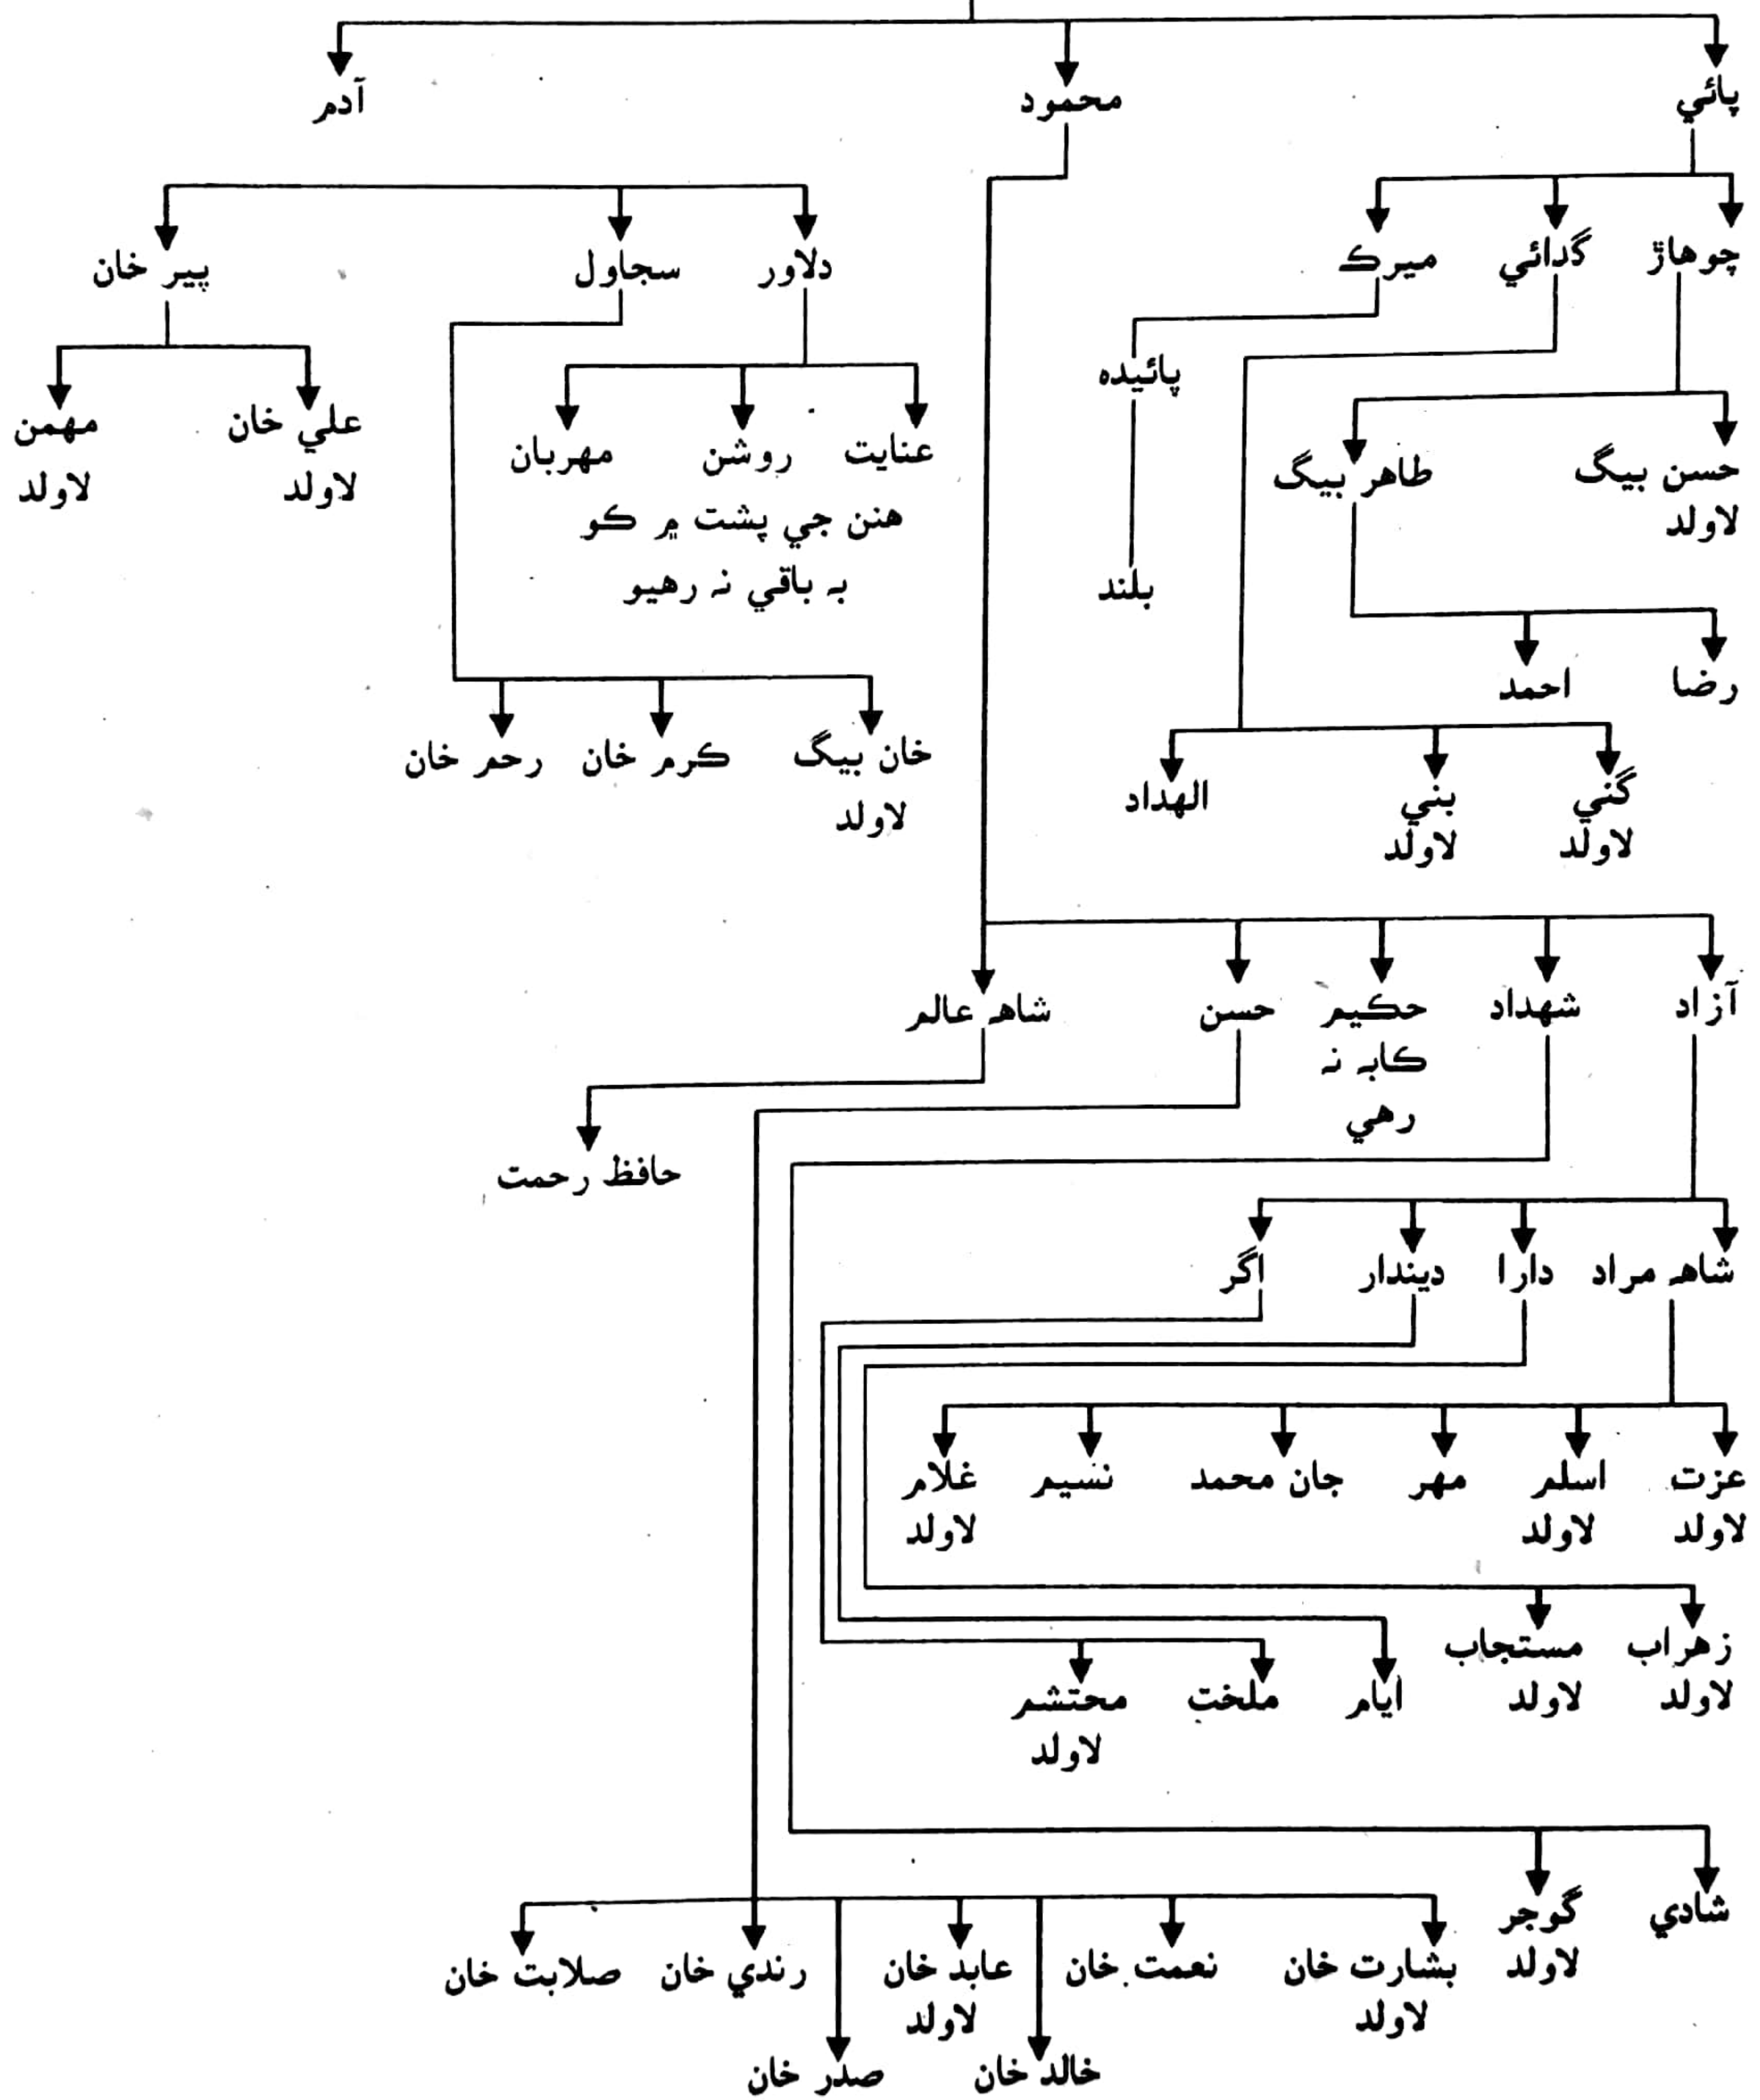 پائي محمود آدم
چوهاڙ گدائي ميرڪ
دلاور سجاول پير خان
پائيده
علي خان مهمن
لاولد لاولد
عنايت روشن مهربان
هنن جي پشت ۾ ڪو
به باقي نہ رهيو
حسن بيگ طاهر بيگ
لاولد
بلند
رضا احمد
خان بيگ ڪرم خان رحم خان
لاولد
گني بني الهداد
لاولد لاولد
آزاد شهداد حڪيم حسن شاهہ عالم
ڪابہ نہ
رهي
حافظ رحمت
شاهہ مراد دارا ديندار اگر
عزت اسلم مهر جان محمد نسيم غلام
لاولد لاولد لاولد
زهراب مستجاب
لاولد لاولد
ايام ملخت محتشم
لاولد
شادي گوجر
لاولد
بشارت خان نعمت خان عابد خان رندي خان صلابت خان
لاولد لاولد
خالد خان صدر خان